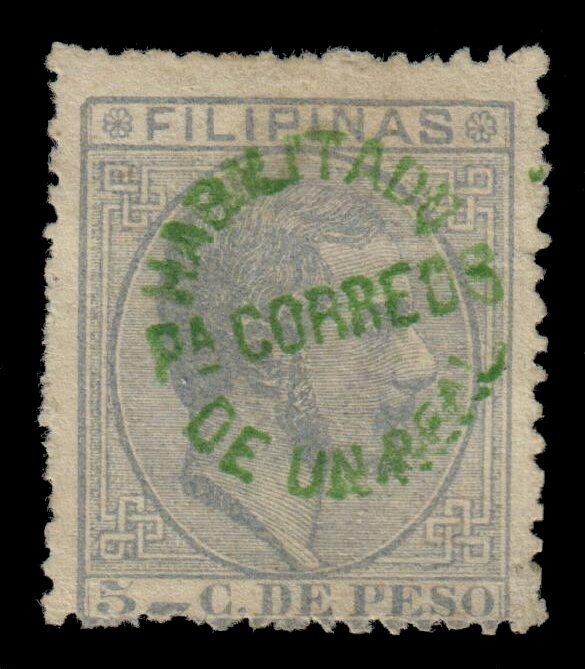 FILIPINAS
HABILITADO
PA CORREOS
DE UN REAL
5 - C. DE PESO